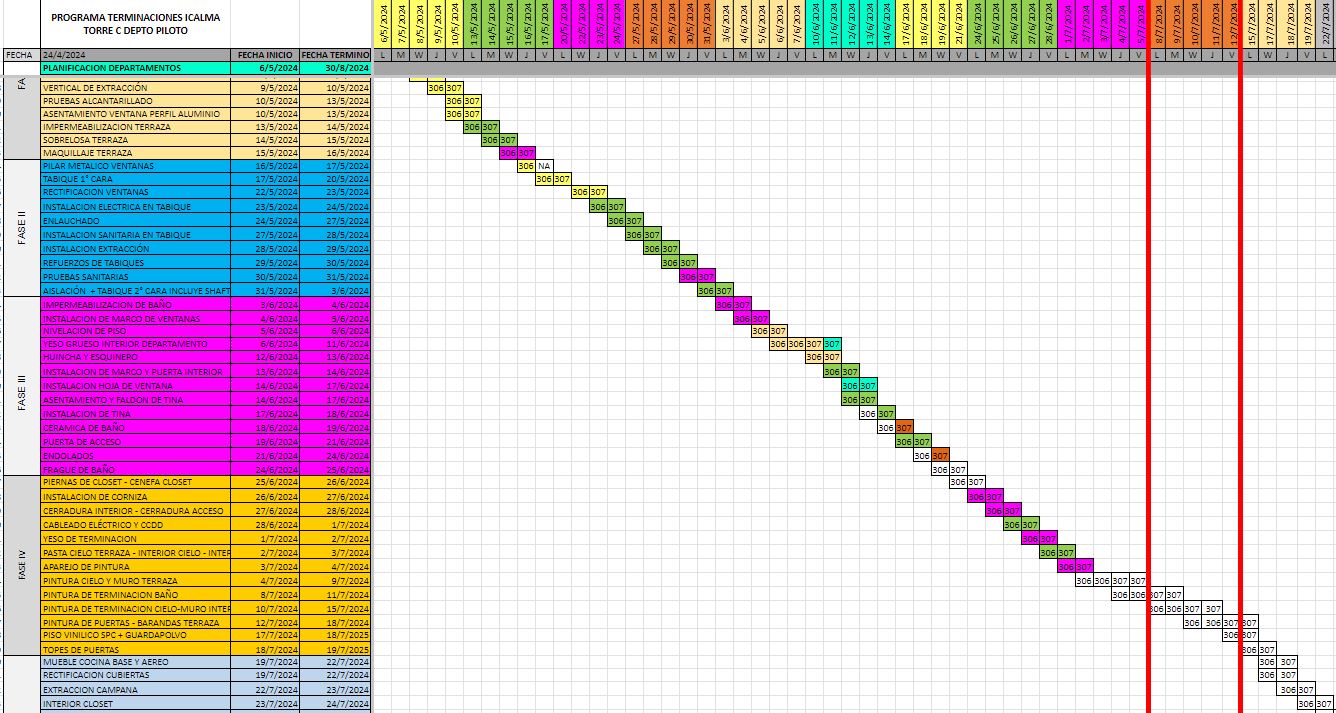 PROGRAMA TERMINACIONES ICALMA
TORRE C DEPTO PILOTO
6/5/2024 7/5/2024 8/5/2024 9/5/2024 10/5/2024 13/5/2024 14/5/2024 15/5/2024 16/5/2024 17/5/2024 20/5/2024 22/5/2024 23/5/2024 24/5/2024 27/5/2024 28/5/2024 29/5/2024 30/5/2024 31/5/2024 3/6/2024 4/6/2024 5/6/2024 6/6/2024 7/6/2024 10/6/2024 11/6/2024 12/6/2024 13/6/2024 14/6/2024 17/6/2024 18/6/2024 19/6/2024 21/6/2024 24/6/2024 25/6/2024 26/6/2024 27/6/2024 28/6/2024 1/7/2024 2/7/2024 3/7/2024 4/7/2024 5/7/2024 8/7/2024 9/7/2024 10/7/2024 11/7/2024 12/7/2024 15/7/2024 17/7/2024 18/7/2024 19/7/2024 22/7/2024
FECHA 24/4/2024 FECHA INICIO FECHA TERMINO L M W J V L M W J V L W J V L M W J V L M W J V L M W J V L M W V L M W J V L M W J V L M W J V L W J V L
PLANIFICACION DEPARTAMENTOS 6/5/2024 30/8/2024
FA
VERTICAL DE EXTRACCIÓN 9/5/2024 10/5/2024 306 307
PRUEBAS ALCANTARILLADO 10/5/2024 13/5/2024 306 307
ASENTAMIENTO VENTANA PERFIL ALUMINIO 10/5/2024 13/5/2024 306 307
IMPERMEABILIZACION TERRAZA 13/5/2024 14/5/2024 306 307
SOBRELOSA TERRAZA 14/5/2024 15/5/2024 306 307
MAQUILLAJE TERRAZA 15/5/2024 16/5/2024 306 307
FASE II
PILAR METALICO VENTANAS 16/5/2024 17/5/2024 306 NA
TABIQUE 1° CARA 17/5/2024 20/5/2024 306 307
RECTIFICACION VENTANAS 22/5/2024 23/5/2024 306 307
INSTALACION ELECTRICA EN TABIQUE 23/5/2024 24/5/2024 306 307
ENLAUCHADO 24/5/2024 27/5/2024 306 307
INSTALACION SANITARIA EN TABIQUE 27/5/2024 28/5/2024 306 307
INSTALACION EXTRACCIÓN 28/5/2024 29/5/2024 306 307
REFUERZOS DE TABIQUES 29/5/2024 30/5/2024 306 307
PRUEBAS SANITARIAS 30/5/2024 31/5/2024 306 307
AISLACIÓN + TABIQUE 2° CARA INCLUYE SHAFT 31/5/2024 3/6/2024 306 307
FASE III
IMPERMEABILIZACION DE BAÑO 3/6/2024 4/6/2024 306 307
INSTALACION DE MARCO DE VENTANAS 4/6/2024 5/6/2024 306 307
NIVELACION DE PISO 5/6/2024 6/6/2024 306 307
YESO GRUESO INTERIOR DEPARTAMENTO 6/6/2024 11/6/2024 306 306 307 307
HUINCHA Y ESQUINERO 12/6/2024 13/6/2024 306 307
INSTALACION DE MARCO Y PUERTA INTERIOR 13/6/2024 14/6/2024 306 307
INSTALACION HOJA DE VENTANA 14/6/2024 17/6/2024 306 307
ASENTAMIENTO Y FALDON DE TINA 14/6/2024 17/6/2024 306 307
INSTALACION DE TINA 17/6/2024 18/6/2024 306 307
CERAMICA DE BAÑO 18/6/2024 19/6/2024 306 307
PUERTA DE ACCESO 19/6/2024 21/6/2024 306 307
ENDOLADOS 21/6/2024 24/6/2024 306 307
FRAGUE DE BAÑO 24/6/2024 25/6/2024 306 307
FASE IV
PIERNAS DE CLOSET - CENEFA CLOSET 25/6/2024 26/6/2024 306 307
INSTALACION DE CORNIZA 26/6/2024 27/6/2024 306 307
CERRADURA INTERIOR - CERRADURA ACCESO 27/6/2024 28/6/2024 306 307
CABLEADO ELÉCTRICO Y CCDD 28/6/2024 1/7/2024 306 307
YESO DE TERMINACION 1/7/2024 2/7/2024 306 307
PASTA CIELO TERRAZA - INTERIOR CIELO - INTER 2/7/2024 3/7/2024 306 307
APAREJO DE PINTURA 3/7/2024 4/7/2024 306 307
PINTURA CIELO Y MURO TERRAZA 4/7/2024 9/7/2024 306 306 307 307
PINTURA DE TERMINACION BAÑO 8/7/2024 11/7/2024 306 306 307 307
PINTURA DE TERMINACION CIELO-MURO INTER 10/7/2024 15/7/2024 306 306 307 307
PINTURA DE PUERTAS - BARANDAS TERRAZA 12/7/2024 18/7/2024 306 306 307 307
PISO VINILICO SPC + GUARDAPOLVO 17/7/2024 18/7/2025 306 307
TOPES DE PUERTAS 18/7/2024 19/7/2025 306 307
MUEBLE COCINA BASE Y AEREO 19/7/2024 22/7/2024 306 307
RECTIFICACION CUBIERTAS 19/7/2024 22/7/2024 306 307
EXTRACCION CAMPANA 22/7/2024 23/7/2024 306 307
INTERIOR CLOSET 23/7/2024 24/7/2024 306 307